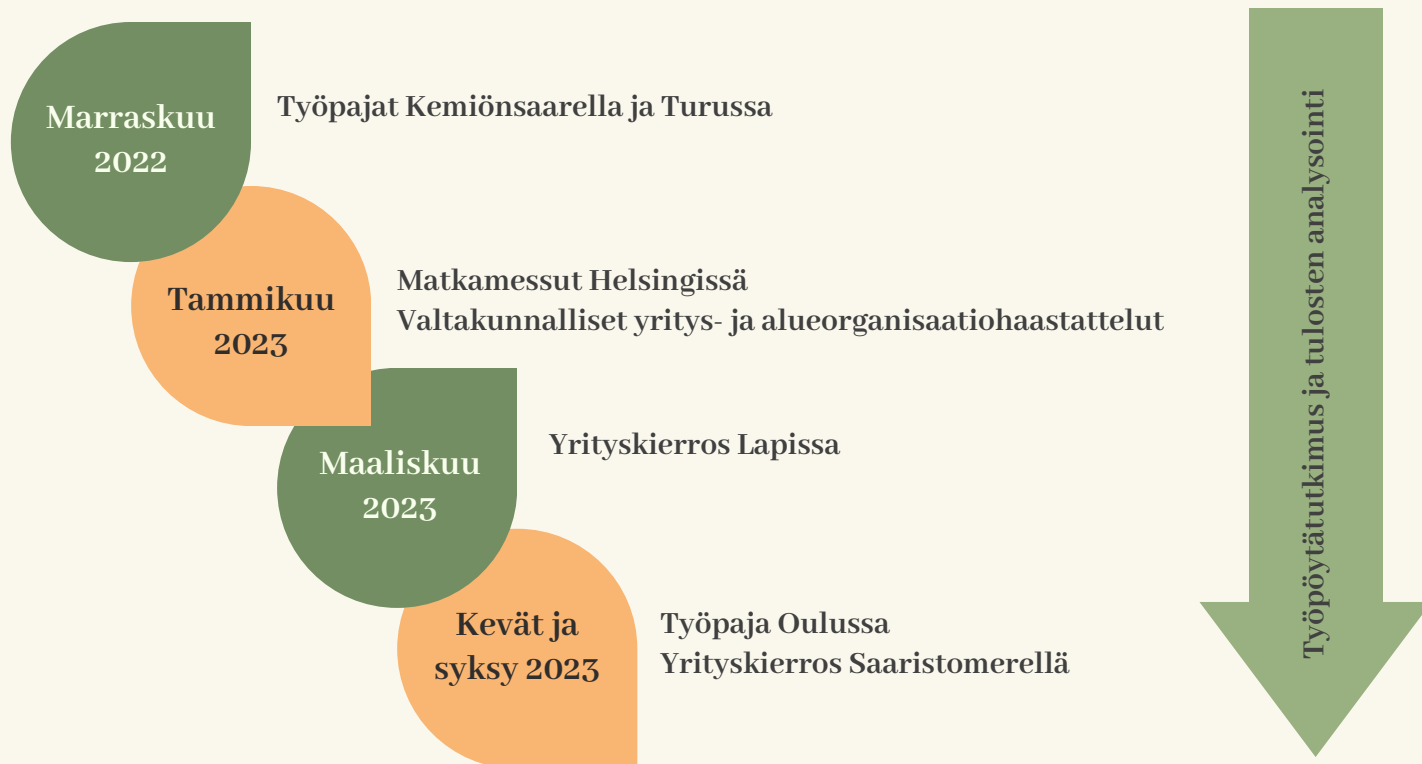 Marraskuu
2022
Työpajat Kemiönsaarella ja Turussa
Tammikuu
2023
Matkamessut Helsingissä
Valtakunnalliset yritys- ja alueorganisaatiohaastattelut
Maaliskuu
2023
Yrityskierros Lapissa
Kevät ja
syksy 2023
Työpaja Oulussa
Yrityskierros Saaristomerellä
Työpöytätutkimus ja tulosten analysointi